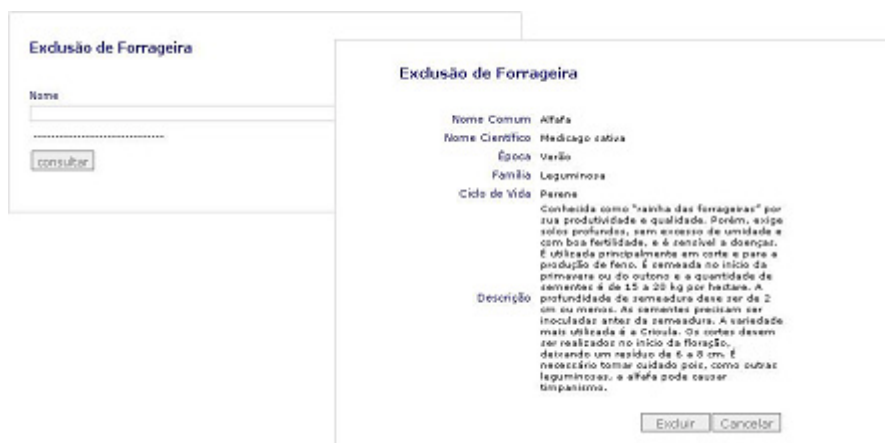 Exclusão de Forrageira
Nome
------------------------------
consultar
Exclusão de Forrageira
Nome Comum Alfafa
Nome Científico Medicago sativa
Época Verão
Família Leguminosa
Ciclo de Vida Perene
Descrição
Conhecida como "rainha das forrageiras" por
sua produtividade e qualidade. Porém, exige
solos profundos, sem excesso de umidade e
com boa fertilidade, e é sensível a doenças.
É utilizada principalmente em corte e para a
produção de feno. É semeada no início da
primavera ou do outono e a quantidade de
sementes é de 15 a 20 kg por hectare. A
profundidade de semeadura deve ser de 2
cm ou menos. As sementes precisam ser
inoculadas antes da semeadura. A variedade
mais utilizada é a Crioula. Os cortes devem
ser realizados no início da floração,
deixando um resíduo de 6 a 8 cm. É
necessário tomar cuidado pois, como outras
leguminosas, a alfafa pode causar
timpanismo.
Excluir Cancelar